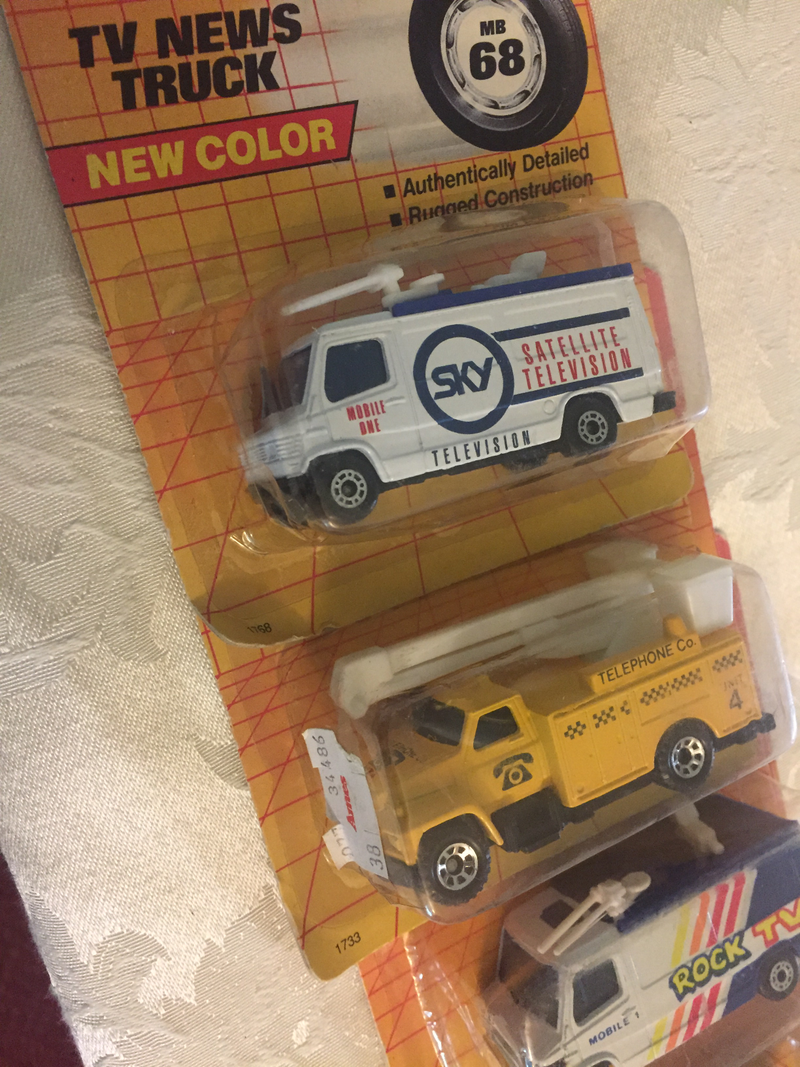 TV NEWS
TRUCK
MB
68
NEW COLOR
■ Authentically Detailed
■ Rugged Construction
SKY
SATELLITE
TELEVISION
MOBILE
ONE
TELEVISION
1768
TELEPHONE Co.
UNIT
4
34486
Ames
38
1733
ROCK TV
MOBILE 1